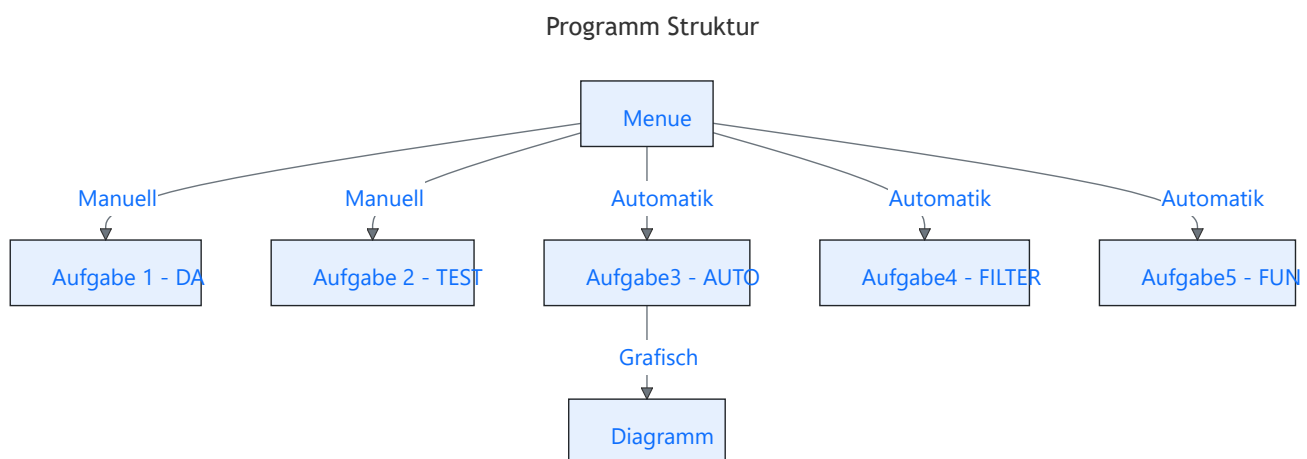 Programm Struktur
Menue
Manuell
Manuell
Automatik
Automatik
Automatik
Aufgabe 1 - DA
Aufgabe 2 - TEST
Aufgabe3 - AUTO
Aufgabe4 - FILTER
Aufgabe5 - FUN
Grafisch
Diagramm